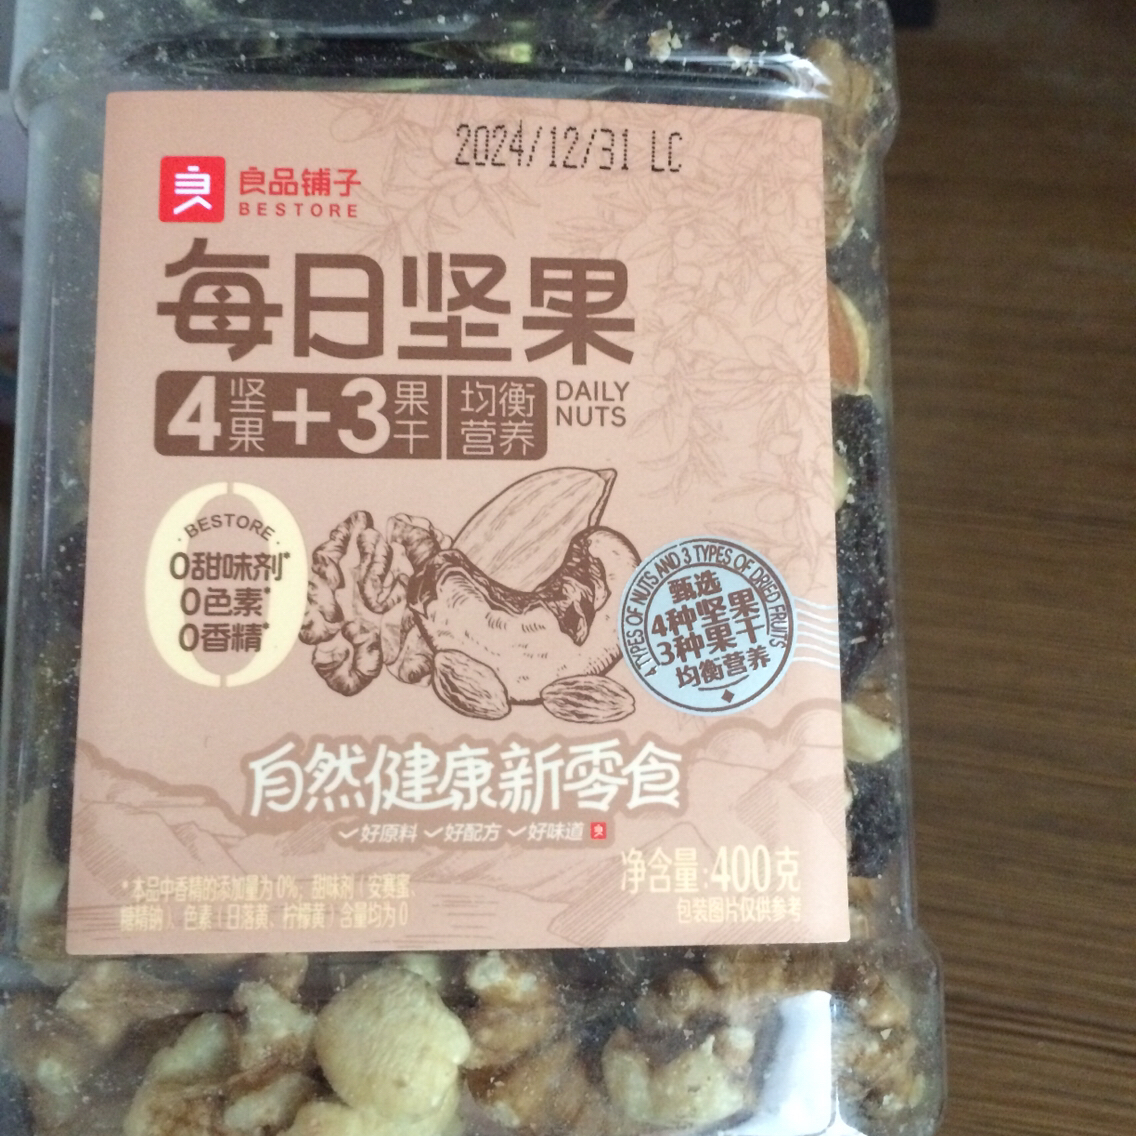 2024/12/31 LC
良品铺子
BESTORE
每日坚果
4坚果+3果干 均衡营养
DAILY
NUTS
BESTORE
0甜味剂*
0色素*
0香精*
4 TYPES OF NUTS AND 3 TYPES OF DRIED FRUITS
甄选
4种坚果
3种果干
均衡营养
自然健康新零食
好原料 好配方 好味道 良
净含量:400克
包装图片仅供参考
*本品中香精的添加量为0%;甜味剂(安赛蜜、
糖精钠)、色素(日落黄、柠檬黄)含量均为0